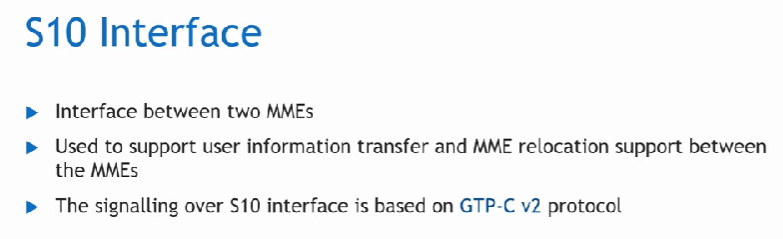 S10 Interface
Interface between two MMEs
Used to support user information transfer and MME relocation support between
the MMEs
The signalling over S10 interface is based on GTP-C v2 protocol